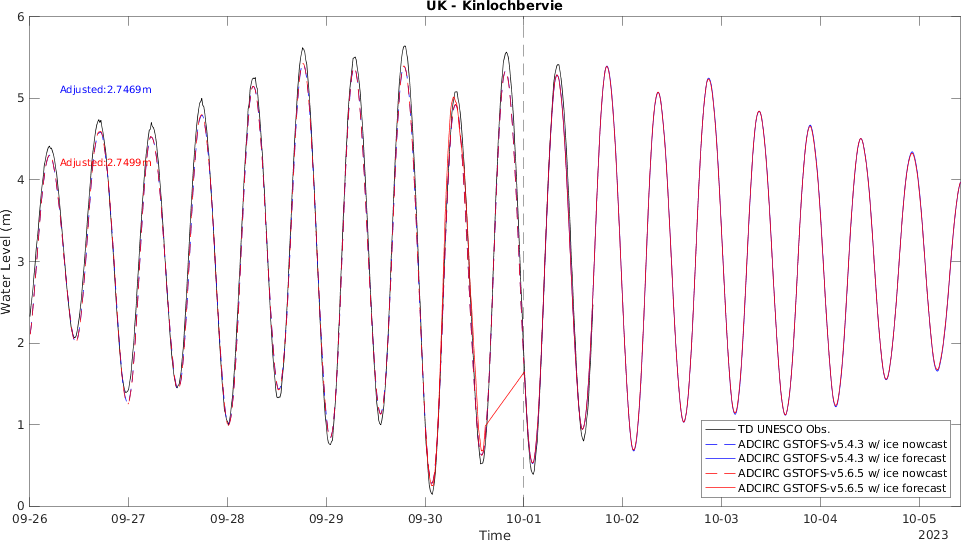 UK - Kinlochbervie
Water Level (m)
6
5
4
3
2
1
0
Adjusted:2.7469m
Adjusted:2.7499m
TD UNESCO Obs.
ADCIRC GSTOFS-v5.4.3 w/ ice nowcast
ADCIRC GSTOFS-v5.4.3 w/ ice forecast
ADCIRC GSTOFS-v5.6.5 w/ ice nowcast
ADCIRC GSTOFS-v5.6.5 w/ ice forecast
09-26 09-27 09-28 09-29 09-30 10-01 10-02 10-03 10-04 10-05
Time
2023